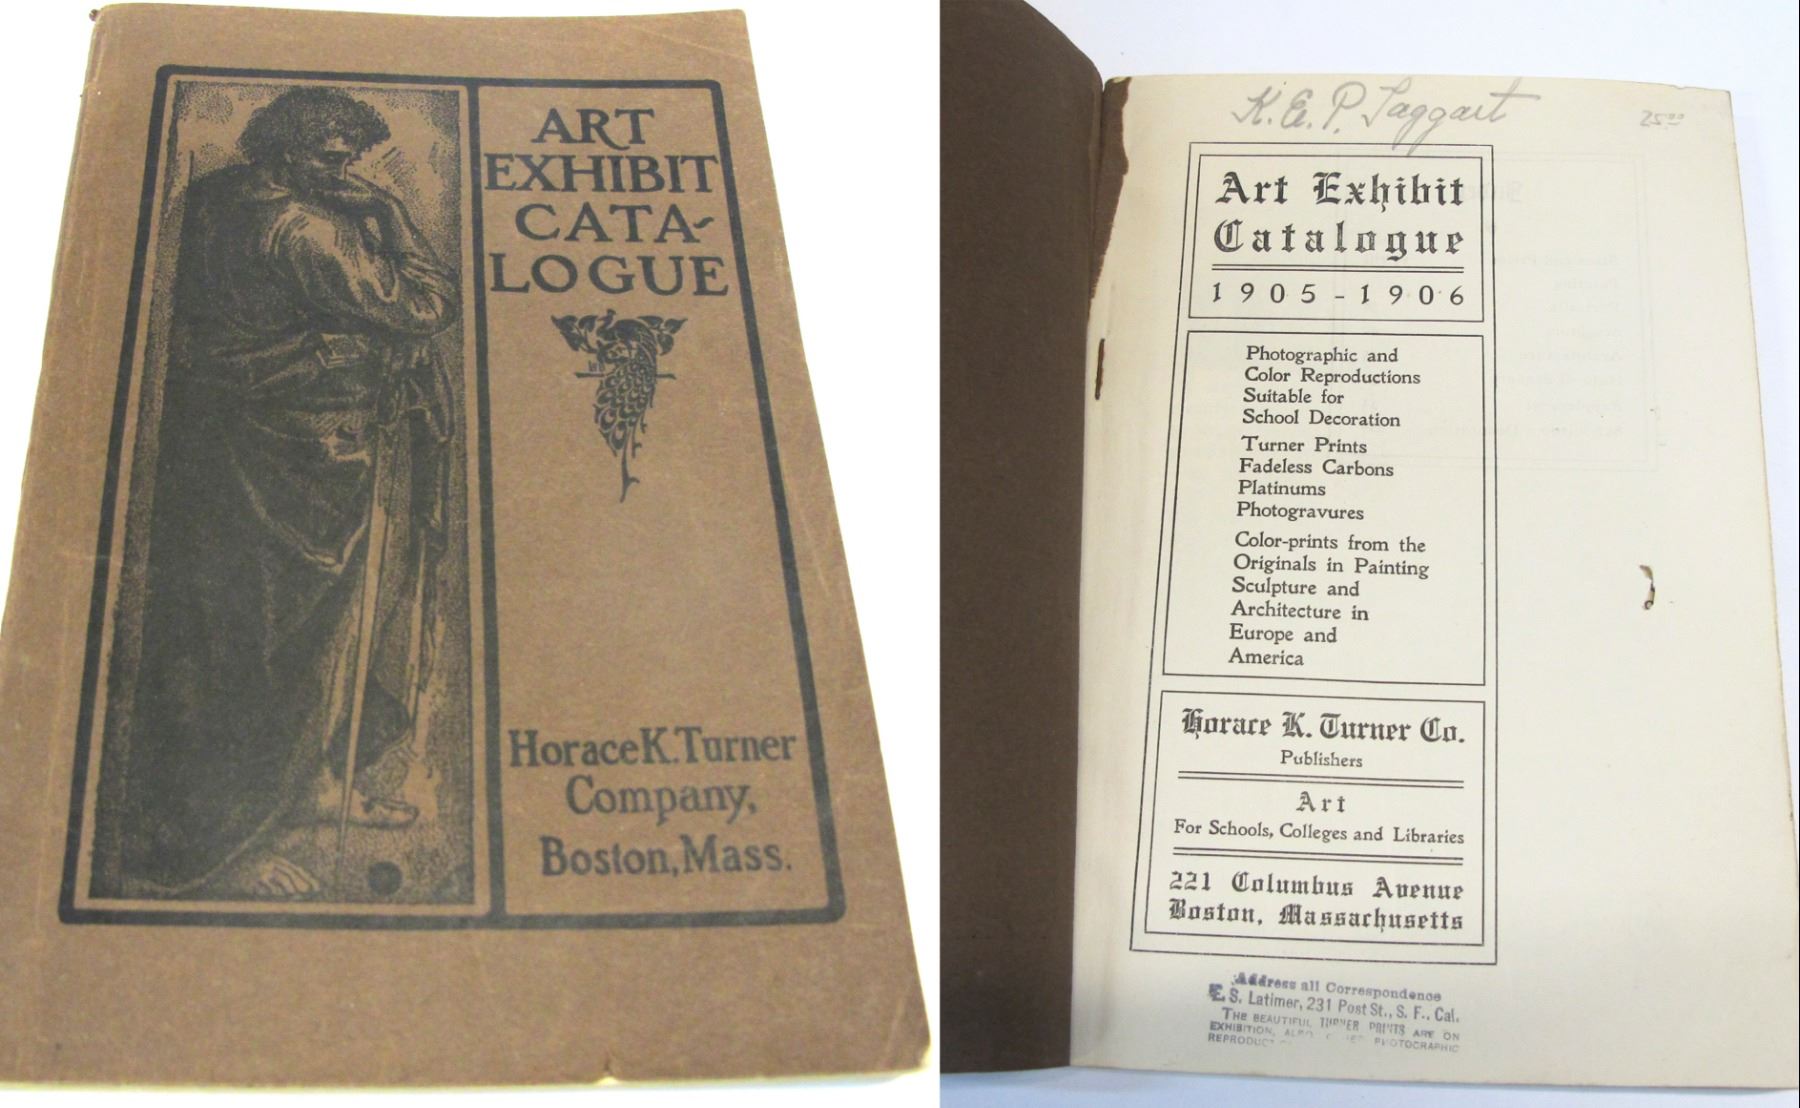 ART
EXHIBIT
CATA-
LOGUE
Horace K. Turner
Company,
Boston, Mass.
K. E. P. Taggart
25.00
Art Exhibit
Catalogue
1905-1906
Photographic and
Color Reproductions
Suitable for
School Decoration
Turner Prints
Fadeless Carbons
Platinums
Photogravures
Color-prints from the
Originals in Painting
Sculpture and
Architecture in
Europe and
America
Horace K. Turner Co.
Publishers
Art
For Schools, Colleges and Libraries
221 Columbus Avenue
Boston, Massachusetts
Address all Correspondence
E. S. Latimer, 231 Post St., S. F., Cal.
THE BEAUTIFUL TURNER PRINTS ARE ON
EXHIBITION, PHOTOGRAPHIC